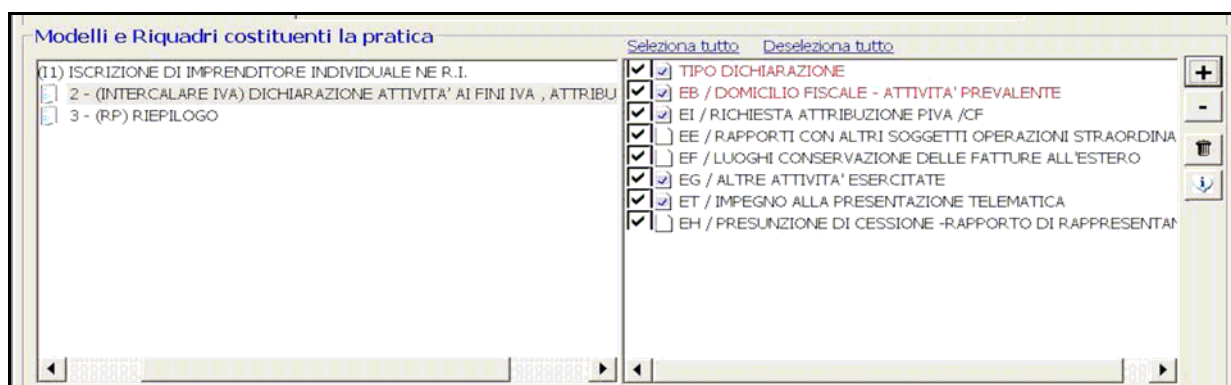 Modelli e Riquadri costituenti la pratica
Seleziona tutto Deseleziona tutto
(I1) ISCRIZIONE DI IMPRENDITORE INDIVIDUALE NE R.I.
2 - (INTERCALARE IVA) DICHIARAZIONE ATTIVITA' AI FINI IVA , ATTRIBU
3 - (RP) RIEPILOGO
TIPO DICHIARAZIONE
EB / DOMICILIO FISCALE - ATTIVITA' PREVALENTE
EI / RICHIESTA ATTRIBUZIONE PIVA /CF
EE / RAPPORTI CON ALTRI SOGGETTI OPERAZIONI STRAORDINA
EF / LUOGHI CONSERVAZIONE DELLE FATTURE ALL'ESTERO
EG / ALTRE ATTIVITA' ESERCITATE
ET / IMPEGNO ALLA PRESENTAZIONE TELEMATICA
EH / PRESUNZIONE DI CESSIONE -RAPPORTO DI RAPPRESENTAN